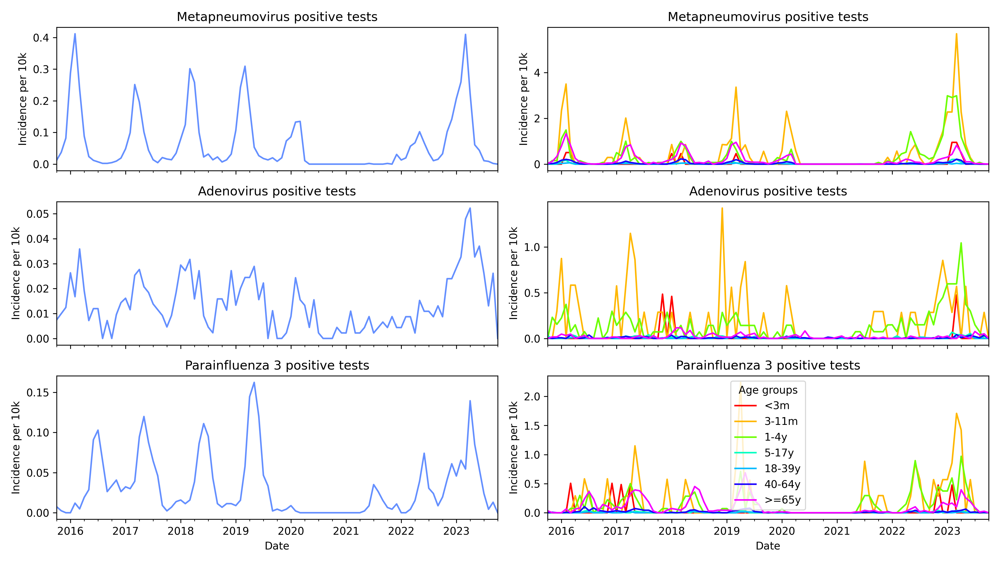 Metapneumovirus positive tests
Incidence per 10k
0.4
0.3
0.2
0.1
0.0
Metapneumovirus positive tests
Incidence per 10k
4
2
0
Adenovirus positive tests
Incidence per 10k
0.05
0.04
0.03
0.02
0.01
0.00
Adenovirus positive tests
Incidence per 10k
1.0
0.5
0.0
Parainfluenza 3 positive tests
Incidence per 10k
0.15
0.10
0.05
0.00
2016 2017 2018 2019 2020 2021 2022 2023
Date
Parainfluenza 3 positive tests
Incidence per 10k
2.0
1.5
1.0
0.5
0.0
Age groups
<3m
3-11m
1-4y
5-17y
18-39y
40-64y
>=65y
2016 2017 2018 2019 2020 2021 2022 2023
Date